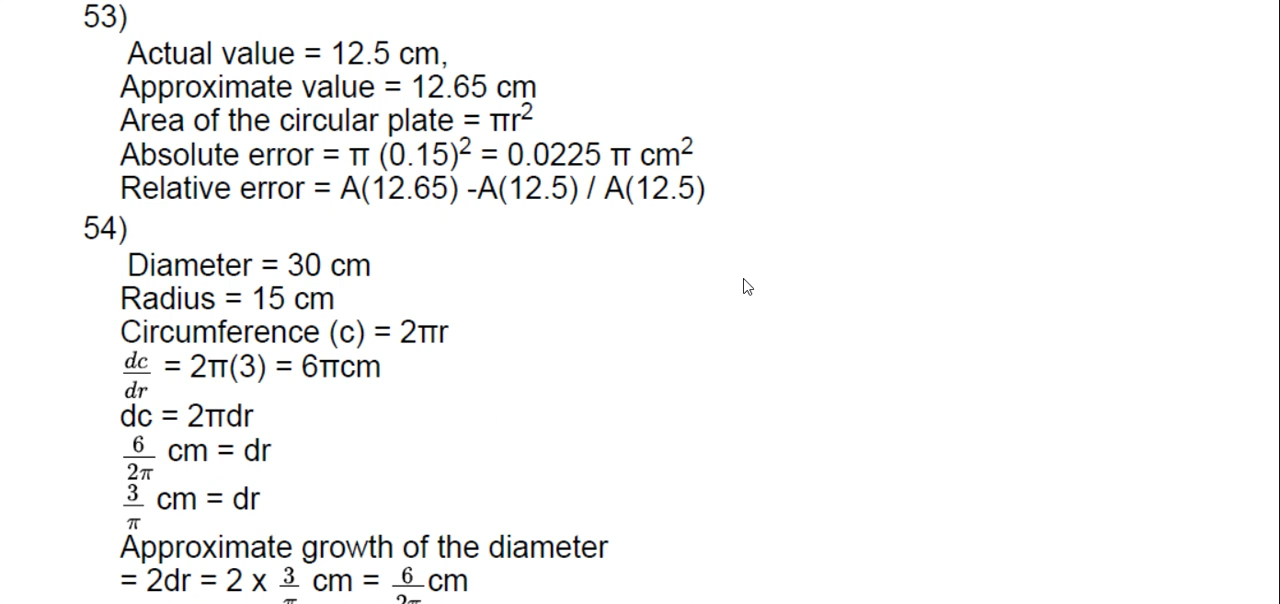 53)
Actual value = 12.5 cm,
Approximate value = 12.65 cm
Area of the circular plate = πr²
Absolute error = π (0.15)² = 0.0225 π cm²
Relative error = A(12.65) -A(12.5) / A(12.5)
54)
Diameter = 30 cm
Radius = 15 cm
Circumference (c) = 2πr
dc/dr = 2π(3) = 6πcm
dc = 2πdr
6/2π cm = dr
3/π cm = dr
Approximate growth of the diameter
= 2dr = 2 x 3/π cm = 6/2π cm